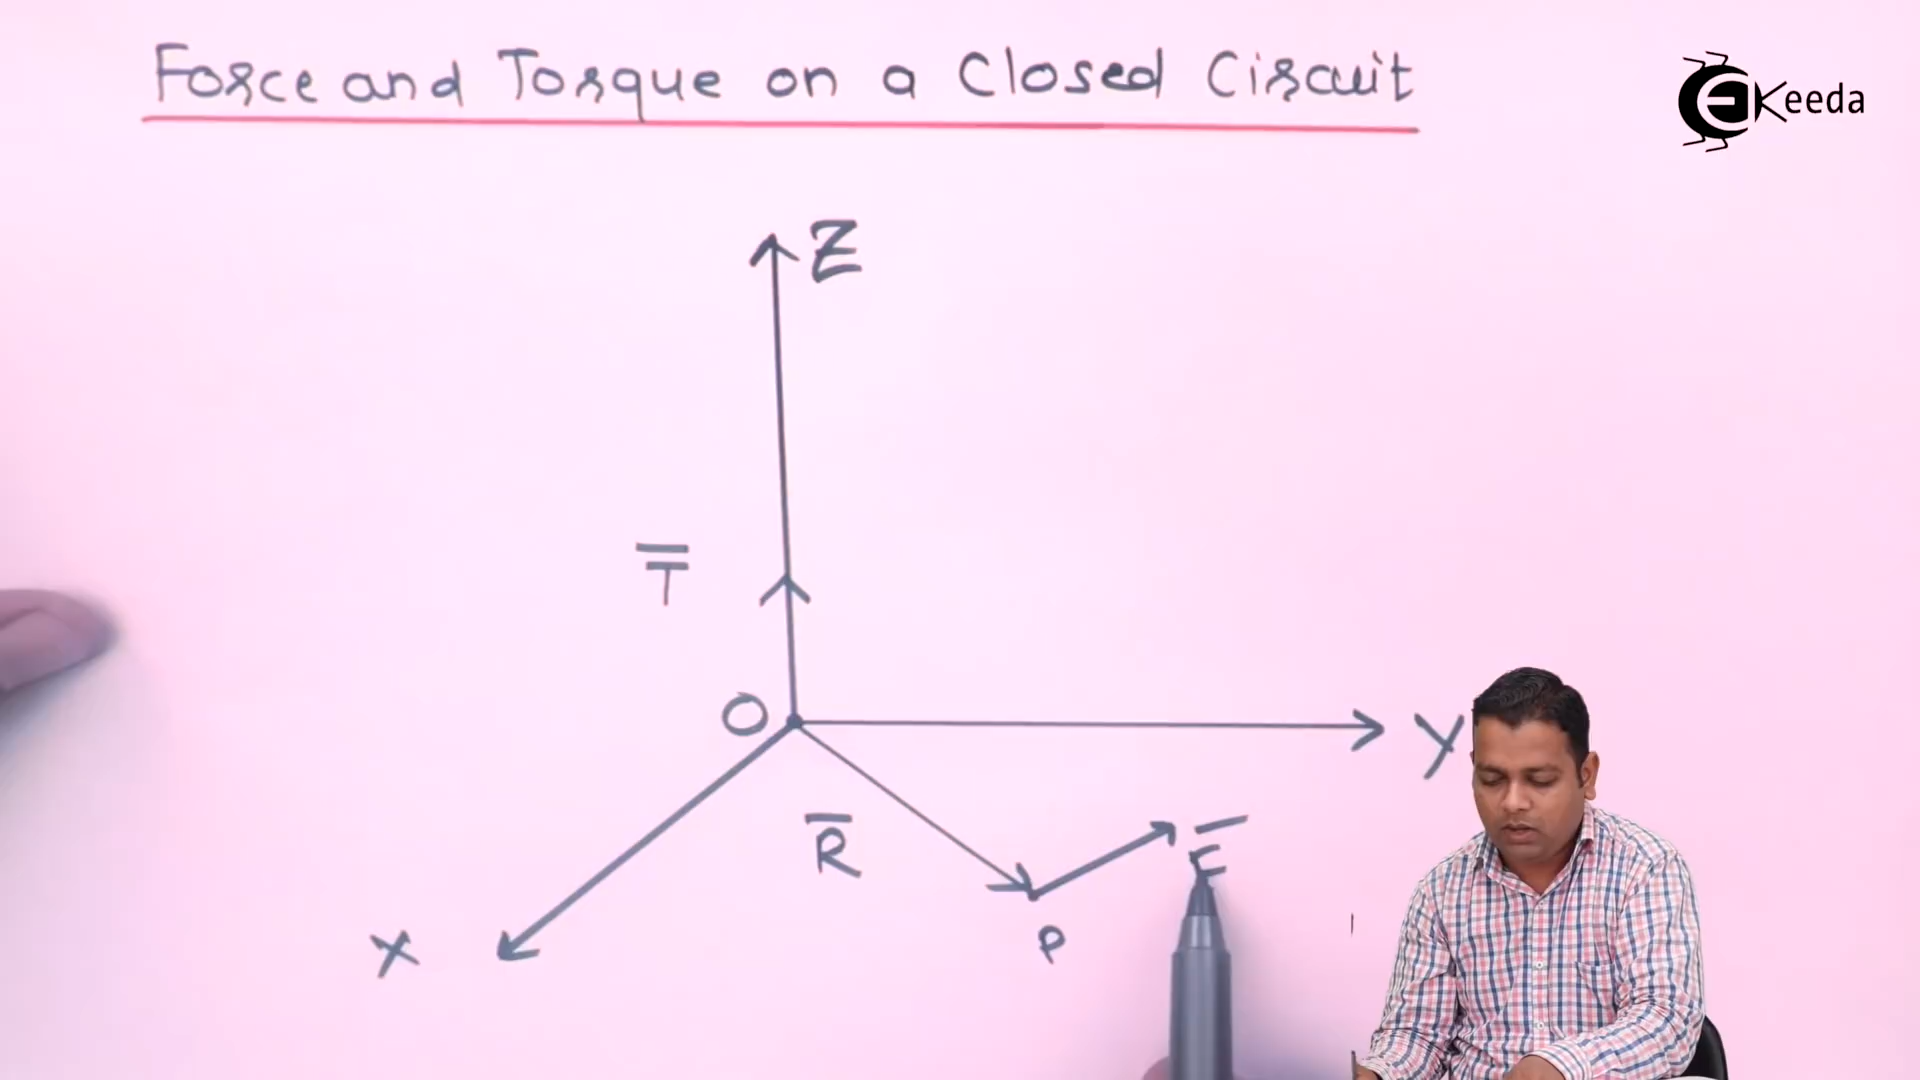 Force and Torque on a Closed Circuit
Keeda
Z
T̅
O
Y
R̅
F̅
X
P